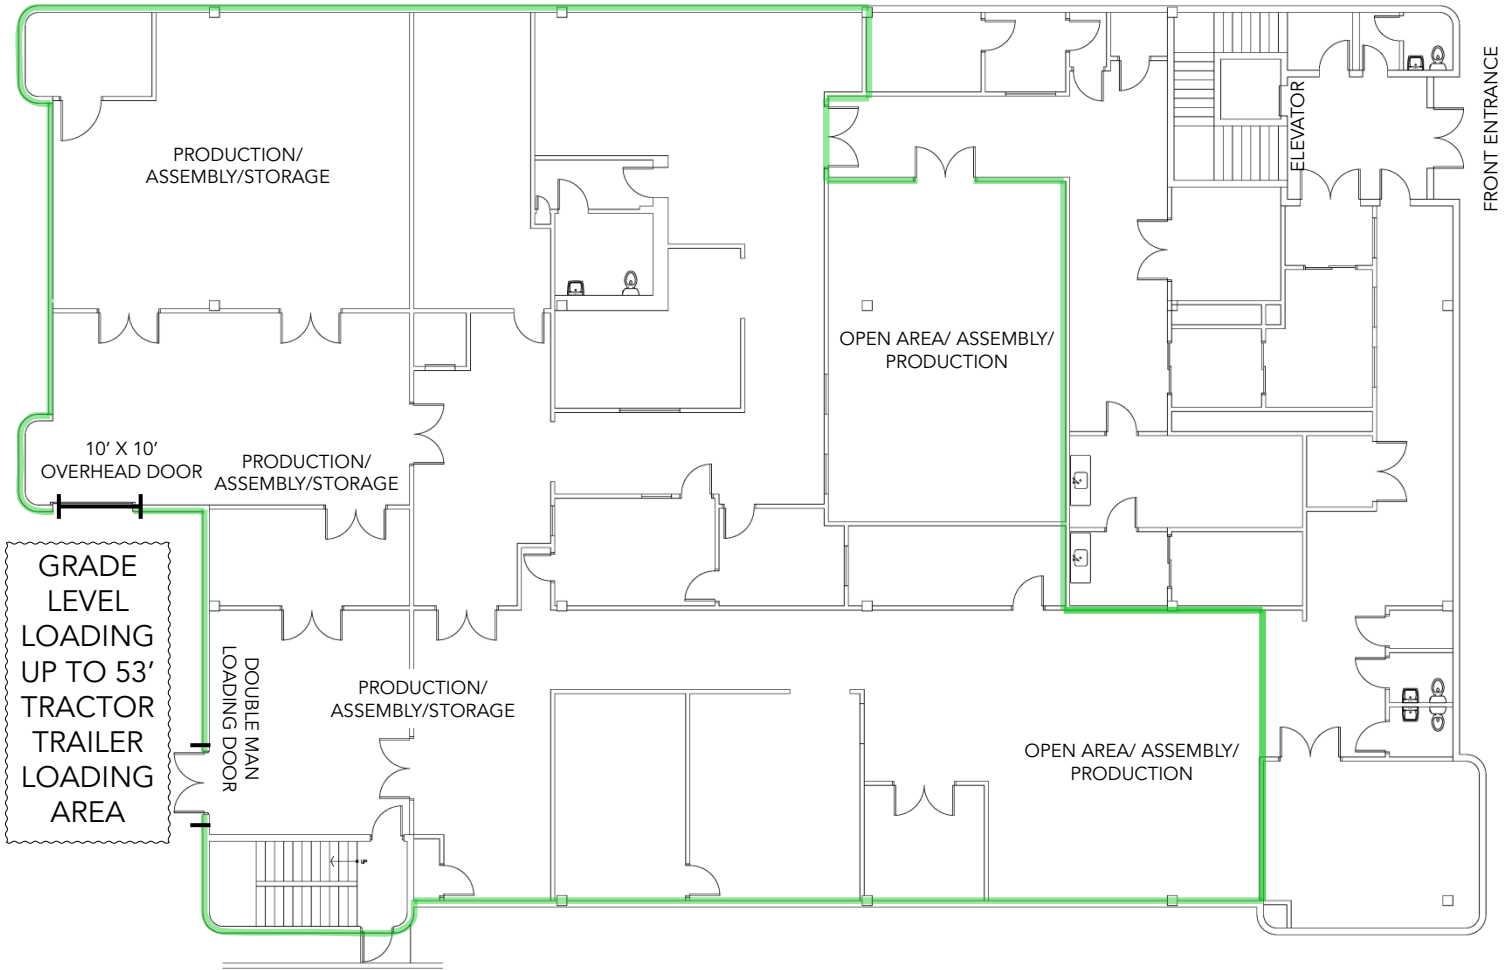 PRODUCTION/
ASSEMBLY/STORAGE
ELEVATOR
FRONT ENTRANCE
OPEN AREA/ ASSEMBLY/
PRODUCTION
10' X 10'
OVERHEAD DOOR
PRODUCTION/
ASSEMBLY/STORAGE
GRADE
LEVEL
LOADING
UP TO 53'
TRACTOR
TRAILER
LOADING
AREA
DOUBLE MAN
LOADING DOOR
PRODUCTION/
ASSEMBLY/STORAGE
OPEN AREA/ ASSEMBLY/
PRODUCTION
UP